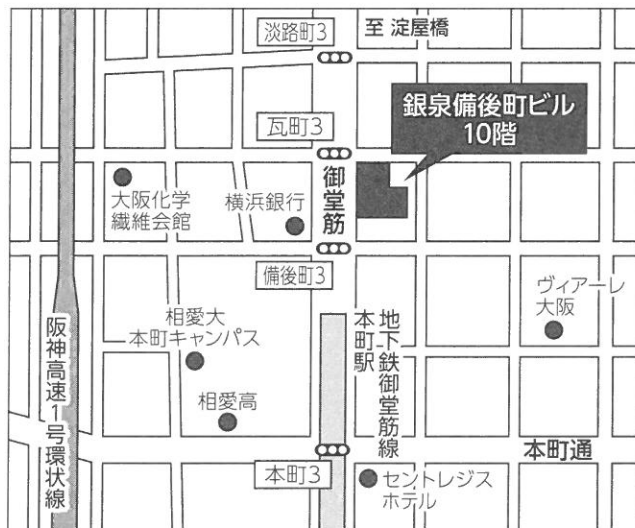 淡路町3
至 淀屋橋
銀泉備後町ビル
10階
瓦町3
御堂筋
大阪化学
繊維会館
横浜銀行
備後町3
ヴィアーレ
大阪
相愛大
本町キャンパス
地下鉄御堂筋線
本町駅
阪神高速1号環状線
相愛高
本町通
本町3
セントレジス
ホテル